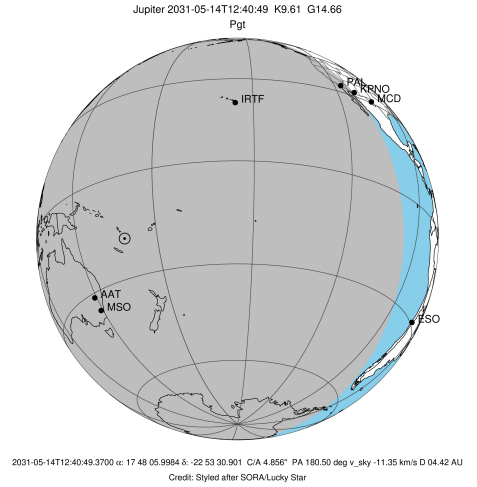 Jupiter 2031-05-14T12:40:49 K9.61 G14.66
Pgt
PAL
KPNO
MCD
IRTF
AAT
MSO
ESO
2031-05-14T12:40:49.3700 α: 17 48 05.9984 δ: -22 53 30.901 C/A 4.856" PA 180.50 deg v_sky -11.35 km/s D 04.42 AU
Credit: Styled after SORA/Lucky Star